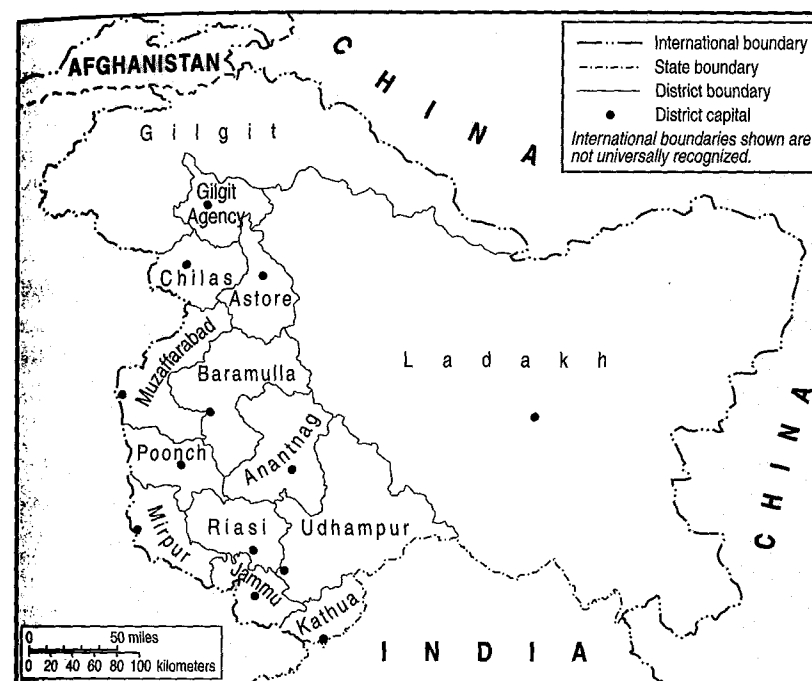 CHINA
International boundary
State boundary
District boundary
District capital
International boundaries shown are
not universally recognized.
AFGHANISTAN
Gilgit
Gilgit
Agency
Chilas
Astore
Muzaffarabad
Baramulla
Ladakh
CHINA
Poonch
Anantnag
Mirpur
Riasi
Udhampur
Jammu
Kathua
INDIA
0 50 miles
0 20 40 60 80 100 kilometers